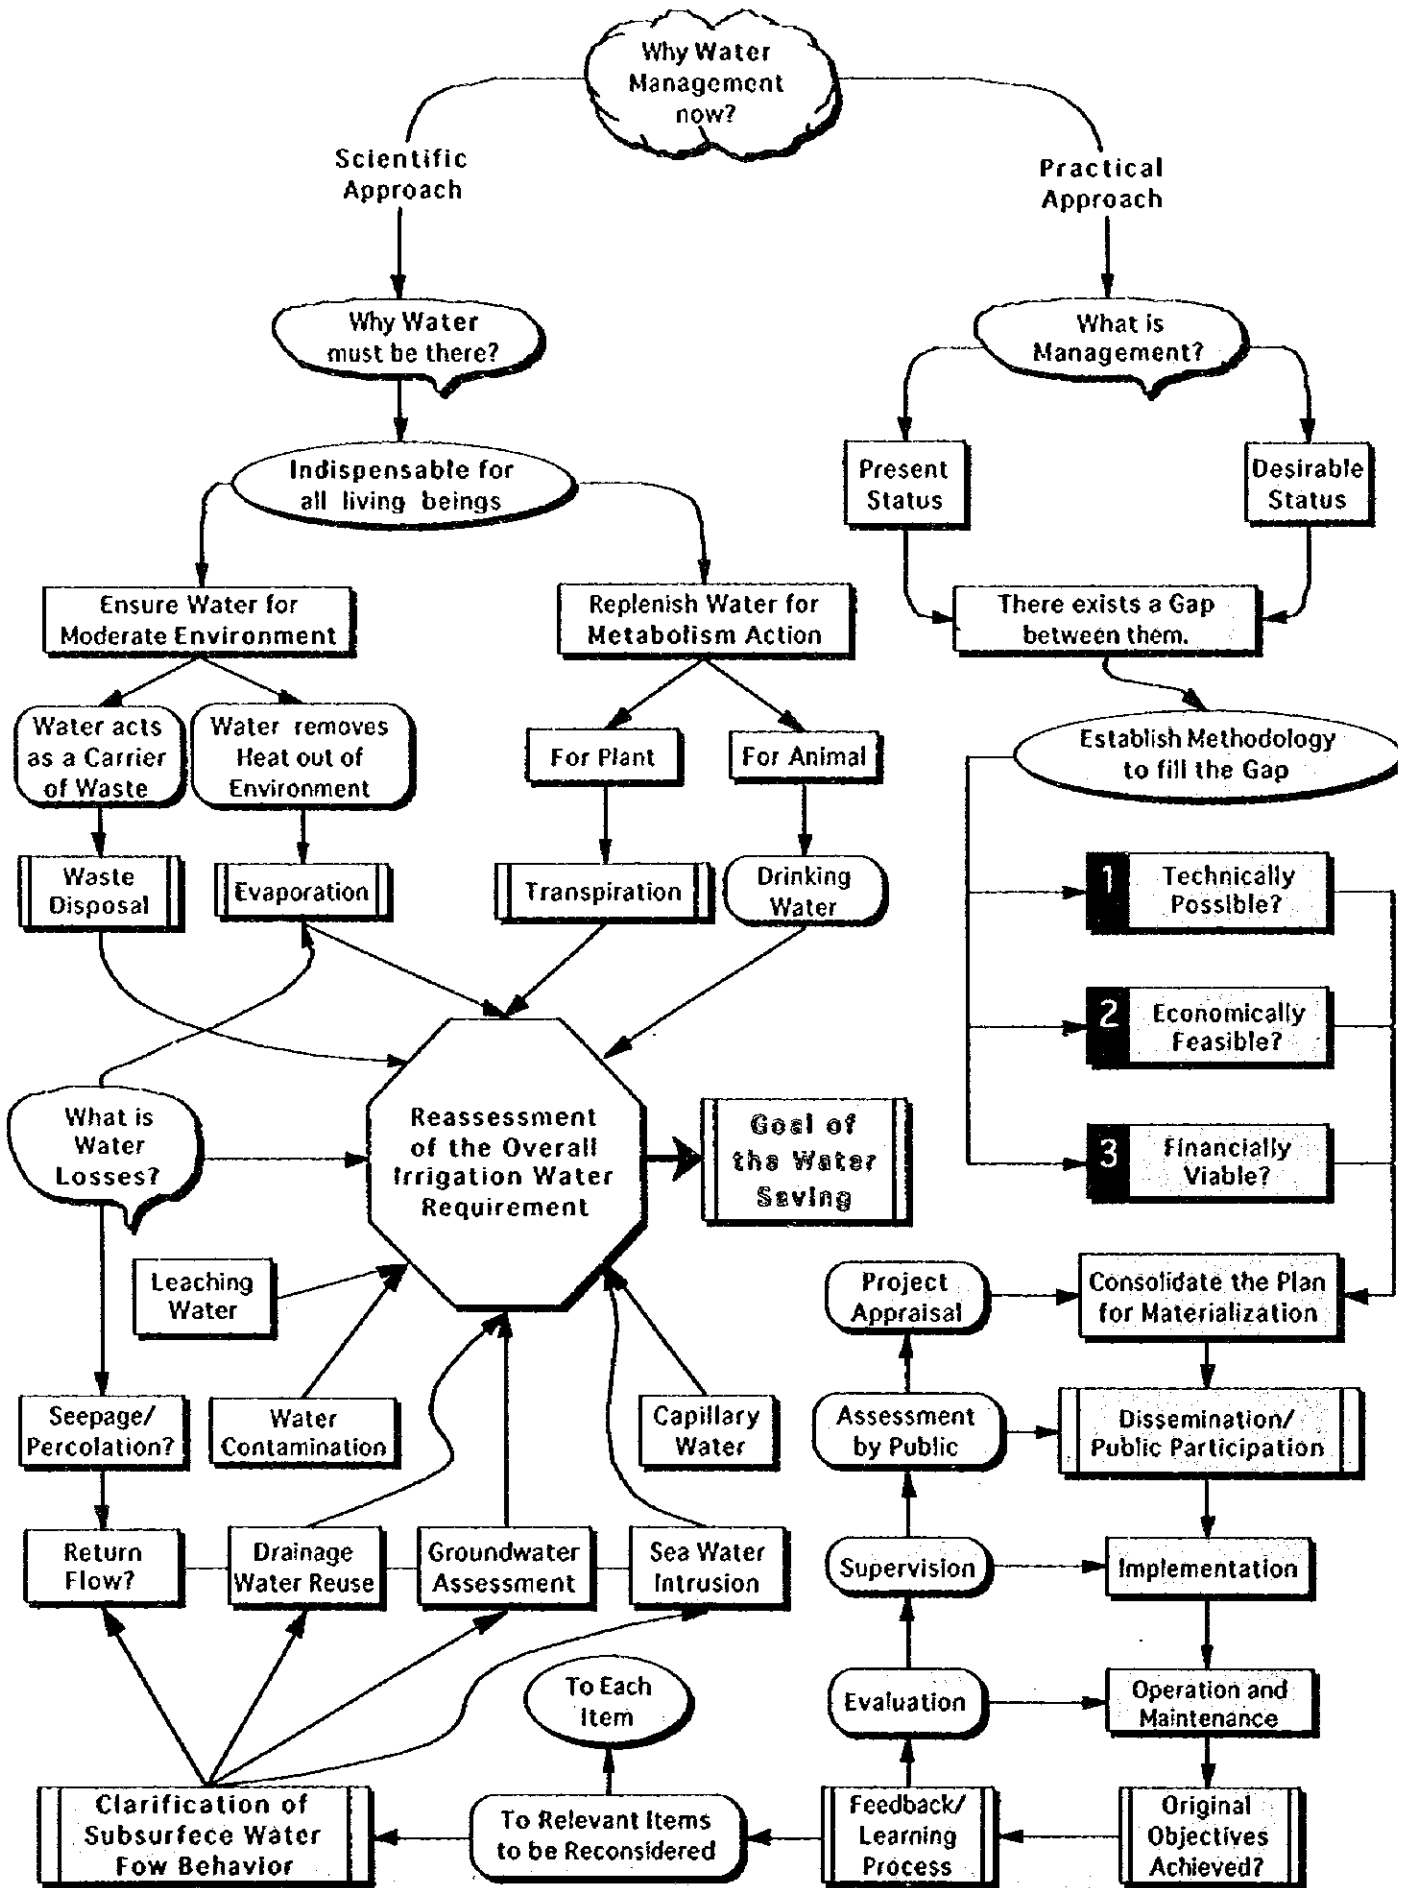 Why Water
Management
now?
Scientific
Approach
Practical
Approach
Why Water
must be there?
What is
Management?
Indispensable for
all living beings
Present
Status
Desirable
Status
Ensure Water for
Moderate Environment
Replenish Water for
Metabolism Action
There exists a Gap
between them.
Water acts
as a Carrier
of Waste
Water removes
Heat out of
Environment
For Plant
For Animal
Establish Methodology
to fill the Gap
Waste
Disposal
Evaporation
Transpiration
Drinking
Water
1
Technically
Possible?
2
Economically
Feasible?
3
Financially
Viable?
What is
Water
Losses?
Reassessment
of the Overall
Irrigation Water
Requirement
Goal of
the Water
Saving
Leaching
Water
Project
Appraisal
Consolidate the Plan
for Materialization
Seepage/
Percolation?
Water
Contamination
Capillary
Water
Assessment
by Public
Dissemination/
Public Participation
Return
Flow?
Drainage
Water Reuse
Groundwater
Assessment
Sea Water
Intrusion
Supervision
Implementation
To Each
Item
Evaluation
Operation and
Maintenance
Clarification of
Subsurfece Water
Fow Behavior
To Relevant Items
to be Reconsidered
Feedback/
Learning
Process
Original
Objectives
Achieved?